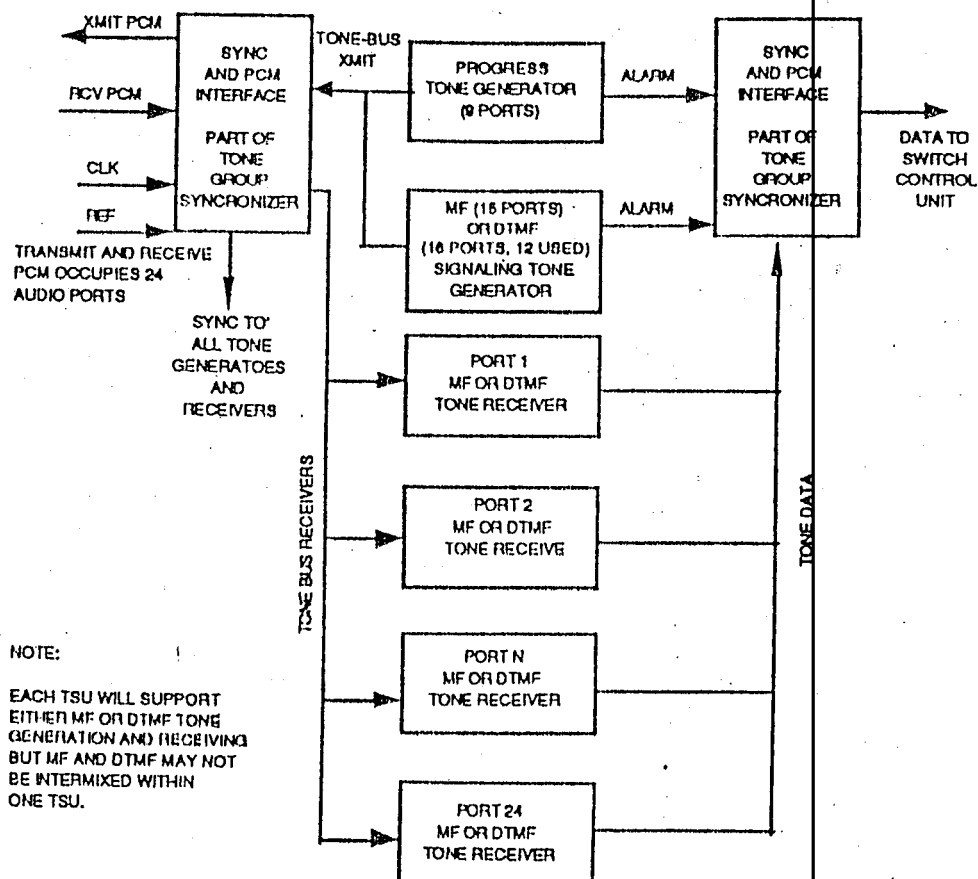 XMIT PCM
RCV PCM
CLK
REF
TRANSMIT AND RECEIVE
PCM OCCUPIES 24
AUDIO PORTS
SYNC
AND PCM
INTERFACE
PART OF
TONE
GROUP
SYNCRONIZER
SYNC TO
ALL TONE
GENERATOES
AND
RECEIVERS
TONE-BUS
XMIT
PROGRESS
TONE GENERATOR
(9 PORTS)
ALARM
MF (15 PORTS)
OR DTMF
(16 PORTS, 12 USED)
SIGNALING TONE
GENERATOR
ALARM
SYNC
AND PCM
INTERFACE
PART OF
TONE
GROUP
SYNCRONIZER
DATA TO
SWITCH
CONTROL
UNIT
PORT 1
MF OR DTMF
TONE RECEIVER
PORT 2
MF OR DTMF
TONE RECEIVE
PORT N
MF OR DTMF
TONE RECEIVER
PORT 24
MF OR DTMF
TONE RECEIVER
TONE BUS RECEIVERS
TONE DATA
NOTE:
EACH TSU WILL SUPPORT
EITHER MF OR DTMF TONE
GENERATION AND RECEIVING
BUT MF AND DTMF MAY NOT
BE INTERMIXED WITHIN
ONE TSU.